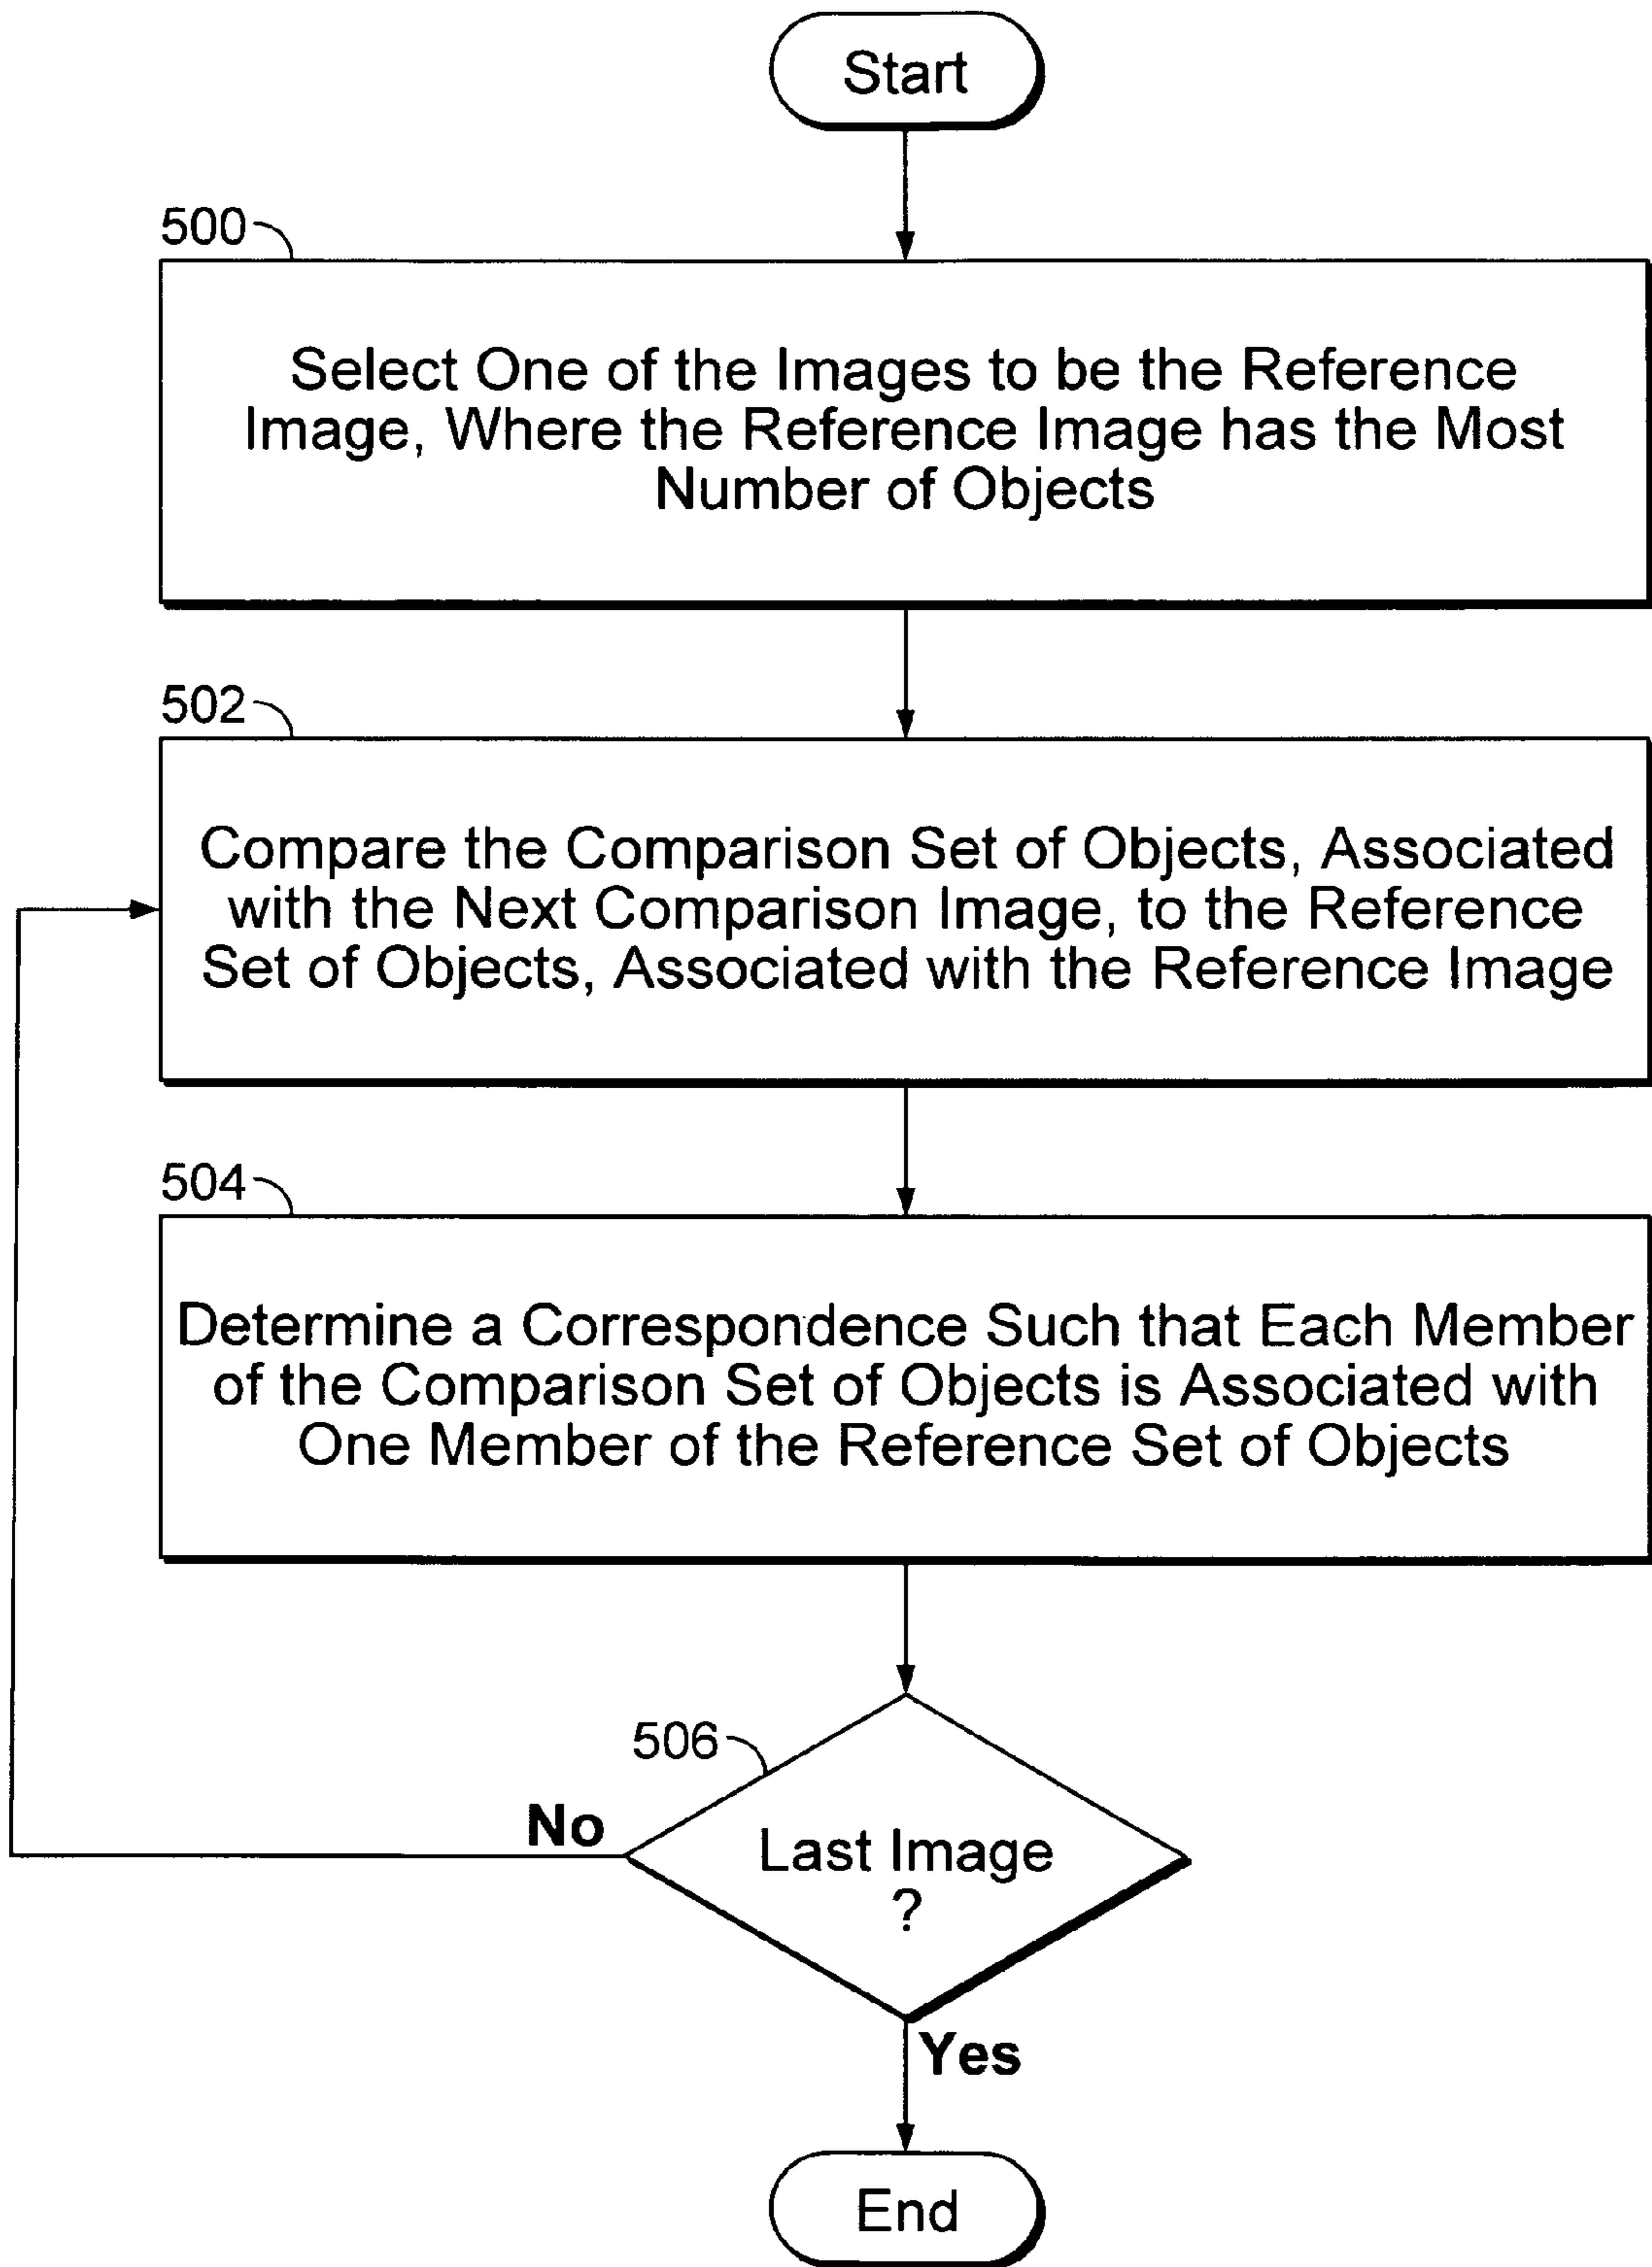 Start
500
Select One of the Images to be the Reference
Image, Where the Reference Image has the Most
Number of Objects
502
Compare the Comparison Set of Objects, Associated
with the Next Comparison Image, to the Reference
Set of Objects, Associated with the Reference Image
504
Determine a Correspondence Such that Each Member
of the Comparison Set of Objects is Associated with
One Member of the Reference Set of Objects
506
No
Last Image
?
Yes
End